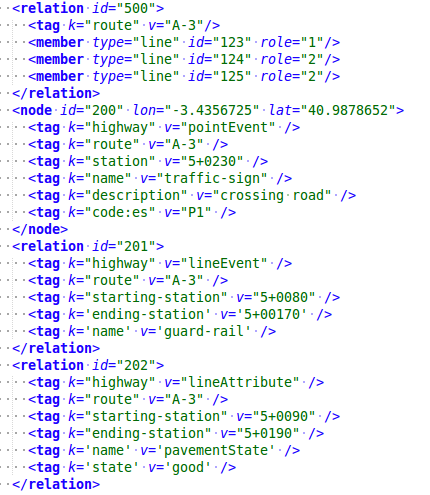 <relation id="500">
<tag k="route" v="A-3"/>
<member type="line" id="123" role="1"/>
<member type="line" id="124" role="2"/>
<member type="line" id="125" role="2"/>
</relation>
<node id="200" lon="-3.4356725" lat="40.9878652">
<tag k="highway" v="pointEvent" />
<tag k="route" v="A-3" />
<tag k="station" v="5+0230" />
<tag k="name" v="traffic-sign" />
<tag k="description" v="crossing road" />
<tag k="code:es" v="P1" />
</node>
<relation id="201">
<tag k="highway" v="lineEvent" />
<tag k="route" v="A-3" />
<tag k="starting-station" v="5+0080" />
<tag k='ending-station' v='5+00170' />
<tag k='name' v='guard-rail' />
</relation>
<relation id="202">
<tag k="highway" v="lineAttribute" />
<tag k="route" v="A-3" />
<tag k="starting-station" v="5+0090" />
<tag k="ending-station" v="5+0190" />
<tag k='name' v='pavementState' />
<tag k='state' v='good' />
</relation>